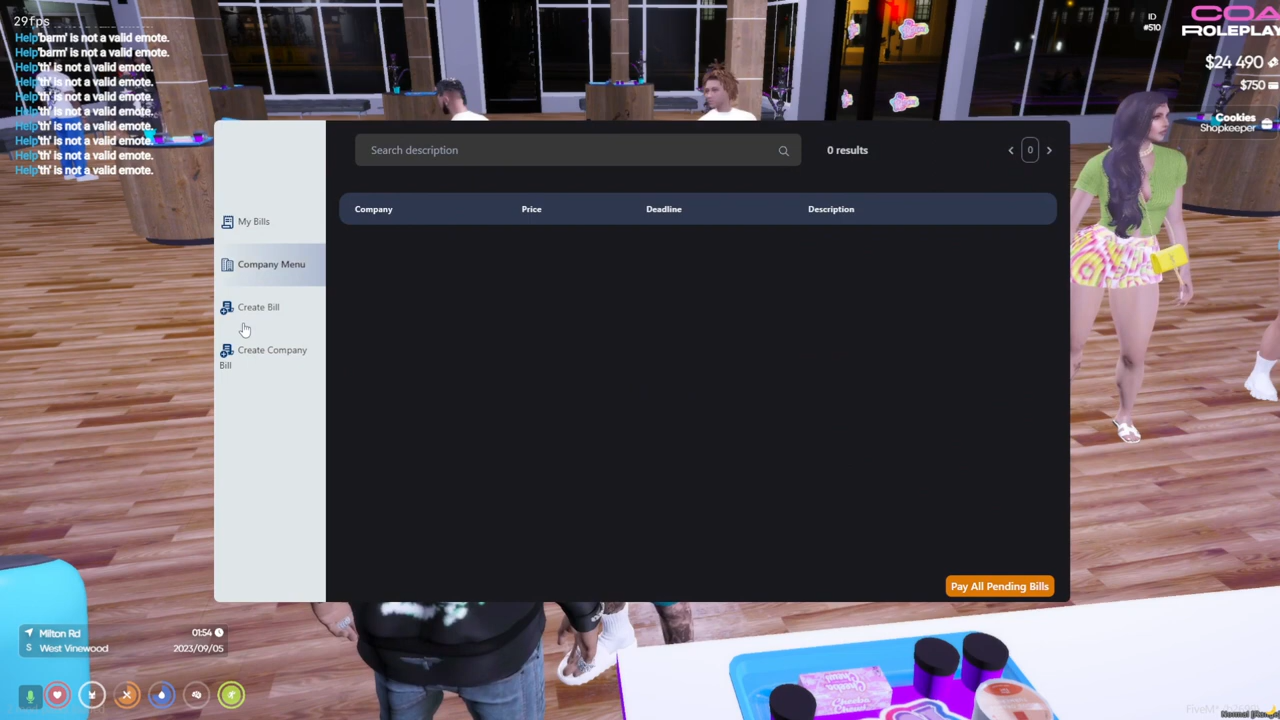 29fps
Help'barm' is not a valid emote.
Help'barm' is not a valid emote.
Help'th' is not a valid emote.
Help'th' is not a valid emote.
Help'th' is not a valid emote.
Help'th' is not a valid emote.
Help'th' is not a valid emote.
Help'th' is not a valid emote.
Help'th' is not a valid emote.
Help'th' is not a valid emote.
ID
#510
COA
ROLEPLAY
$24 490
$750
Cookies
Shopkeeper
Search description
0 results
0
Company Price Deadline Description
My Bills
Company Menu
Create Bill
Create Company
Bill
Pay All Pending Bills
Milton Rd
01:54
S West Vinewood
2023/09/05
FiveM